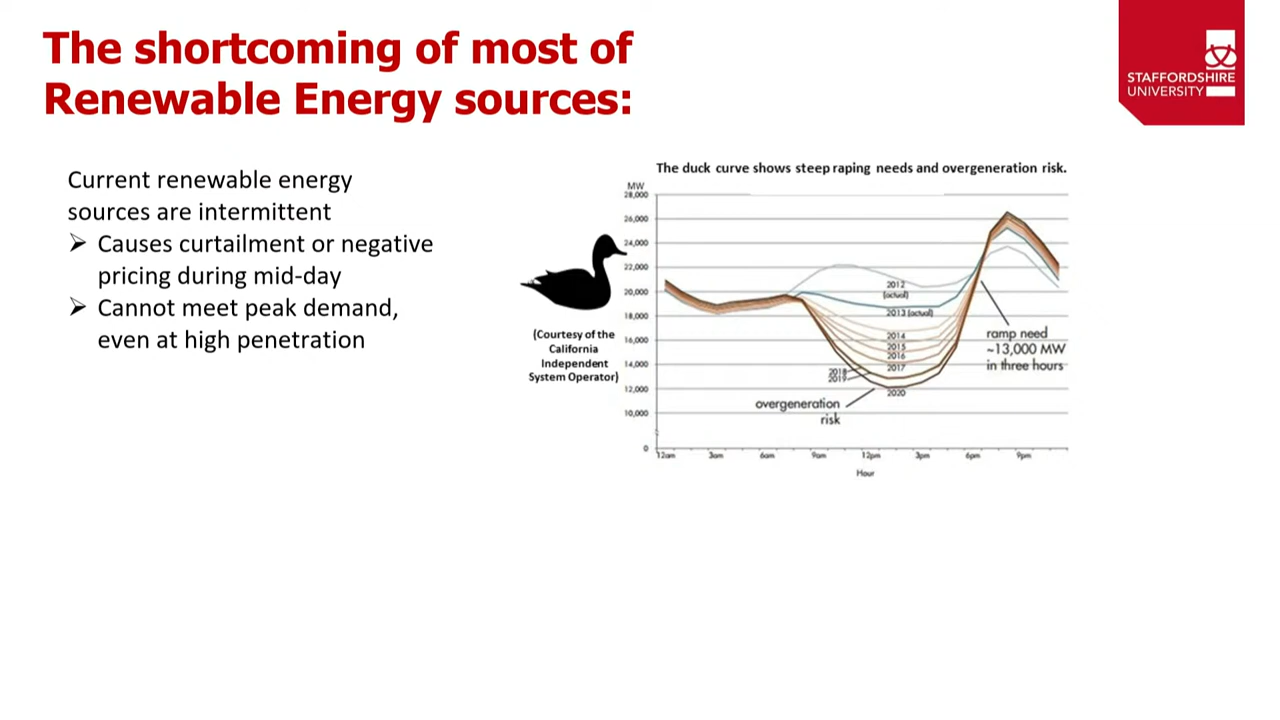 The shortcoming of most of
Renewable Energy sources:
STAFFORDSHIRE
UNIVERSITY
Current renewable energy
sources are intermittent
➢ Causes curtailment or negative
pricing during mid-day
➢ Cannot meet peak demand,
even at high penetration
The duck curve shows steep raping needs and overgeneration risk.
(Courtesy of the
California
Independent
System Operator)
MW
28,000
26,000
24,000
22,000
20,000
18,000
16,000
14,000
12,000
10,000
0
2012
(actual)
2013 (actual)
2014
2015
2016
2017
2018
2019
2020
overgeneration
risk
ramp need
~13,000 MW
in three hours
12am 3am 6am 9am 12pm 3pm 6pm 9pm
Hour